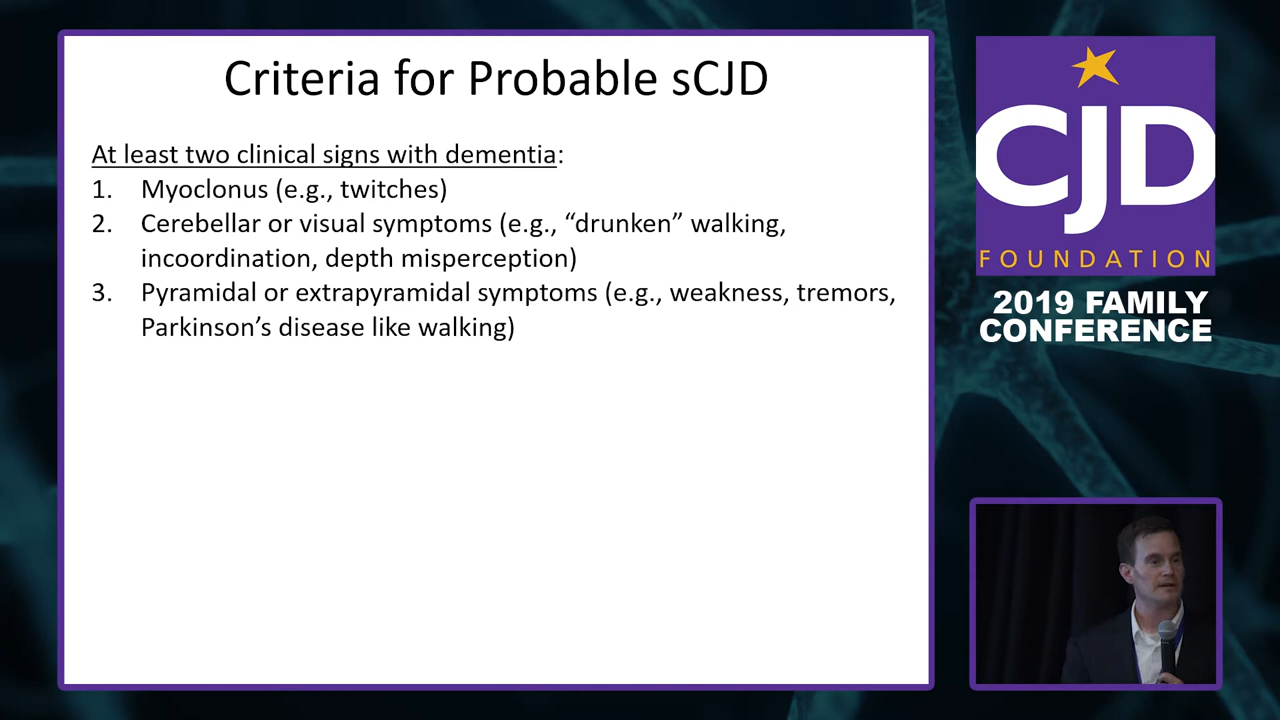 Criteria for Probable sCJD
At least two clinical signs with dementia:
1. Myoclonus (e.g., twitches)
2. Cerebellar or visual symptoms (e.g., “drunken” walking,
incoordination, depth misperception)
3. Pyramidal or extrapyramidal symptoms (e.g., weakness, tremors,
Parkinson’s disease like walking)
CJD
FOUNDATION
2019 FAMILY
CONFERENCE